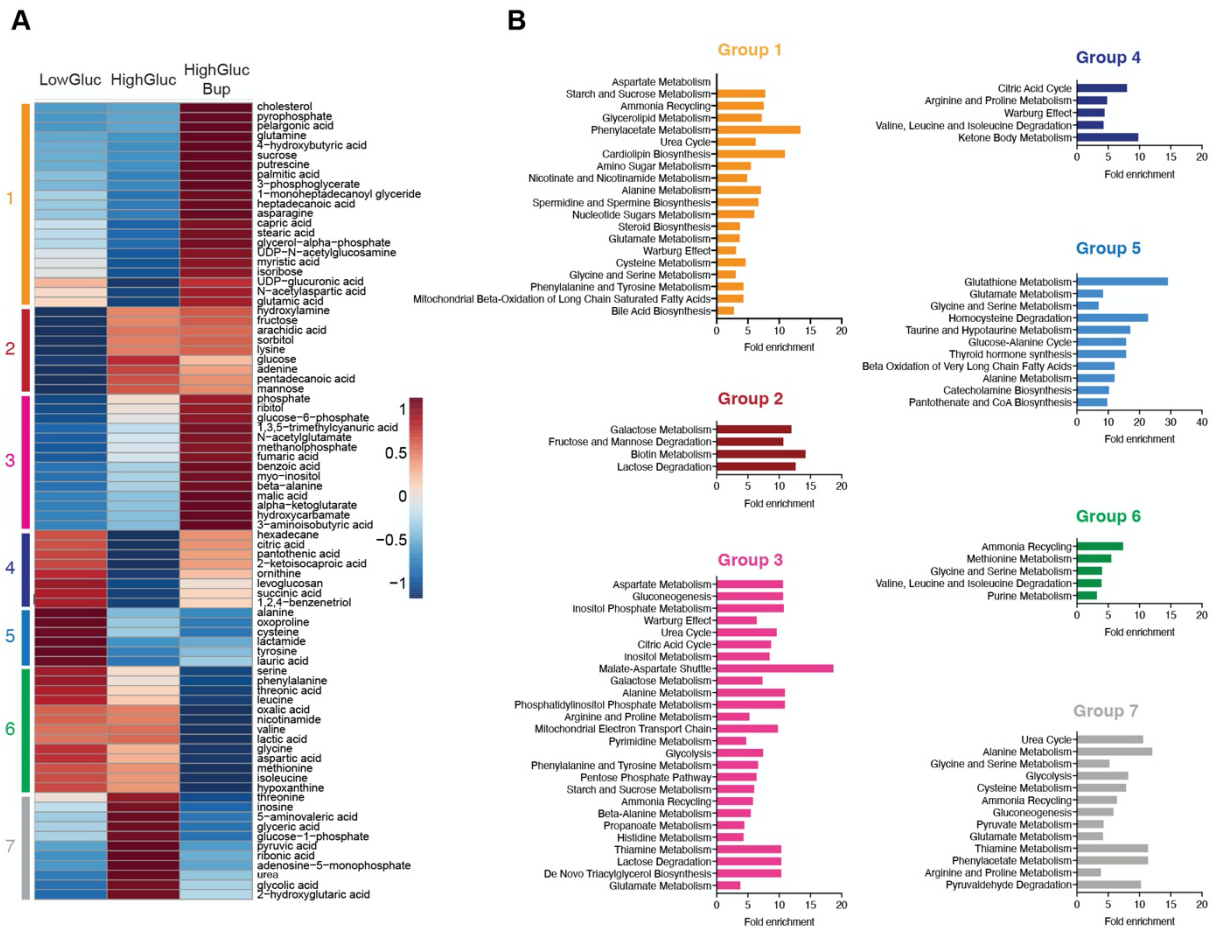 A
LowGluc
HighGluc
HighGluc
Bup
1
2
3
4
5
6
7
cholesterol
pyrophosphate
pelargonic acid
glutamine
4−hydroxybutyric acid
sucrose
putrescine
palmitic acid
3−phosphoglycerate
1−monoheptadecanoyl glyceride
heptadecanoic acid
asparagine
capric acid
stearic acid
glycerol−alpha−phosphate
UDP−N−acetylglucosamine
myristic acid
isoribose
UDP−glucuronic acid
N−acetylaspartic acid
glutamic acid
hydroxylamine
fructose
arachidic acid
sorbitol
lysine
glucose
adenine
pentadecanoic acid
mannose
phosphate
ribitol
glucose−6−phosphate
1,3,5−trimethylcyanuric acid
N−acetylglutamate
methanolphosphate
fumaric acid
benzoic acid
myo−inositol
beta−alanine
malic acid
alpha−ketoglutarate
hydroxycarbamate
3−aminoisobutyric acid
hexadecane
citric acid
pantothenic acid
2−ketoisocaproic acid
ornithine
levoglucosan
succinic acid
1,2,4−benzenetriol
alanine
oxoproline
cysteine
lactamide
tyrosine
lauric acid
serine
phenylalanine
threonic acid
leucine
oxalic acid
nicotinamide
valine
lactic acid
glycine
aspartic acid
methionine
isoleucine
hypoxanthine
threonine
inosine
5−aminovaleric acid
glyceric acid
glucose−1−phosphate
pyruvic acid
ribonic acid
adenosine−5−monophosphate
urea
glycolic acid
2−hydroxyglutaric acid
1
0.5
0
−0.5
−1
B
Group 1
Aspartate Metabolism
Starch and Sucrose Metabolism
Ammonia Recycling
Glycerolipid Metabolism
Phenylacetate Metabolism
Urea Cycle
Cardiolipin Biosynthesis
Amino Sugar Metabolism
Nicotinate and Nicotinamide Metabolism
Alanine Metabolism
Spermidine and Spermine Biosynthesis
Nucleotide Sugars Metabolism
Steroid Biosynthesis
Glutamate Metabolism
Warburg Effect
Cysteine Metabolism
Glycine and Serine Metabolism
Phenylalanine and Tyrosine Metabolism
Mitochondrial Beta-Oxidation of Long Chain Saturated Fatty Acids
Bile Acid Biosynthesis
0 5 10 15 20
Fold enrichment
Group 2
Galactose Metabolism
Fructose and Mannose Degradation
Biotin Metabolism
Lactose Degradation
0 5 10 15 20
Fold enrichment
Group 3
Aspartate Metabolism
Gluconeogenesis
Inositol Phosphate Metabolism
Warburg Effect
Urea Cycle
Citric Acid Cycle
Inositol Metabolism
Malate-Aspartate Shuttle
Galactose Metabolism
Alanine Metabolism
Phosphatidylinositol Phosphate Metabolism
Arginine and Proline Metabolism
Mitochondrial Electron Transport Chain
Pyrimidine Metabolism
Glycolysis
Phenylalanine and Tyrosine Metabolism
Pentose Phosphate Pathway
Starch and Sucrose Metabolism
Ammonia Recycling
Beta-Alanine Metabolism
Propanoate Metabolism
Histidine Metabolism
Thiamine Metabolism
Lactose Degradation
De Novo Triacylglycerol Biosynthesis
Glutamate Metabolism
0 5 10 15 20
Fold enrichment
Group 4
Citric Acid Cycle
Arginine and Proline Metabolism
Warburg Effect
Valine, Leucine and Isoleucine Degradation
Ketone Body Metabolism
0 5 10 15 20
Fold enrichment
Group 5
Glutathione Metabolism
Glutamate Metabolism
Glycine and Serine Metabolism
Homocysteine Degradation
Taurine and Hypotaurine Metabolism
Glucose-Alanine Cycle
Thyroid hormone synthesis
Beta Oxidation of Very Long Chain Fatty Acids
Alanine Metabolism
Catecholamine Biosynthesis
Pantothenate and CoA Biosynthesis
0 10 20 30 40
Fold enrichment
Group 6
Ammonia Recycling
Methionine Metabolism
Glycine and Serine Metabolism
Valine, Leucine and Isoleucine Degradation
Purine Metabolism
0 5 10 15 20
Fold enrichment
Group 7
Urea Cycle
Alanine Metabolism
Glycine and Serine Metabolism
Glycolysis
Cysteine Metabolism
Ammonia Recycling
Gluconeogenesis
Pyruvate Metabolism
Glutamate Metabolism
Thiamine Metabolism
Phenylacetate Metabolism
Arginine and Proline Metabolism
Pyruvaldehyde Degradation
0 5 10 15 20
Fold enrichment